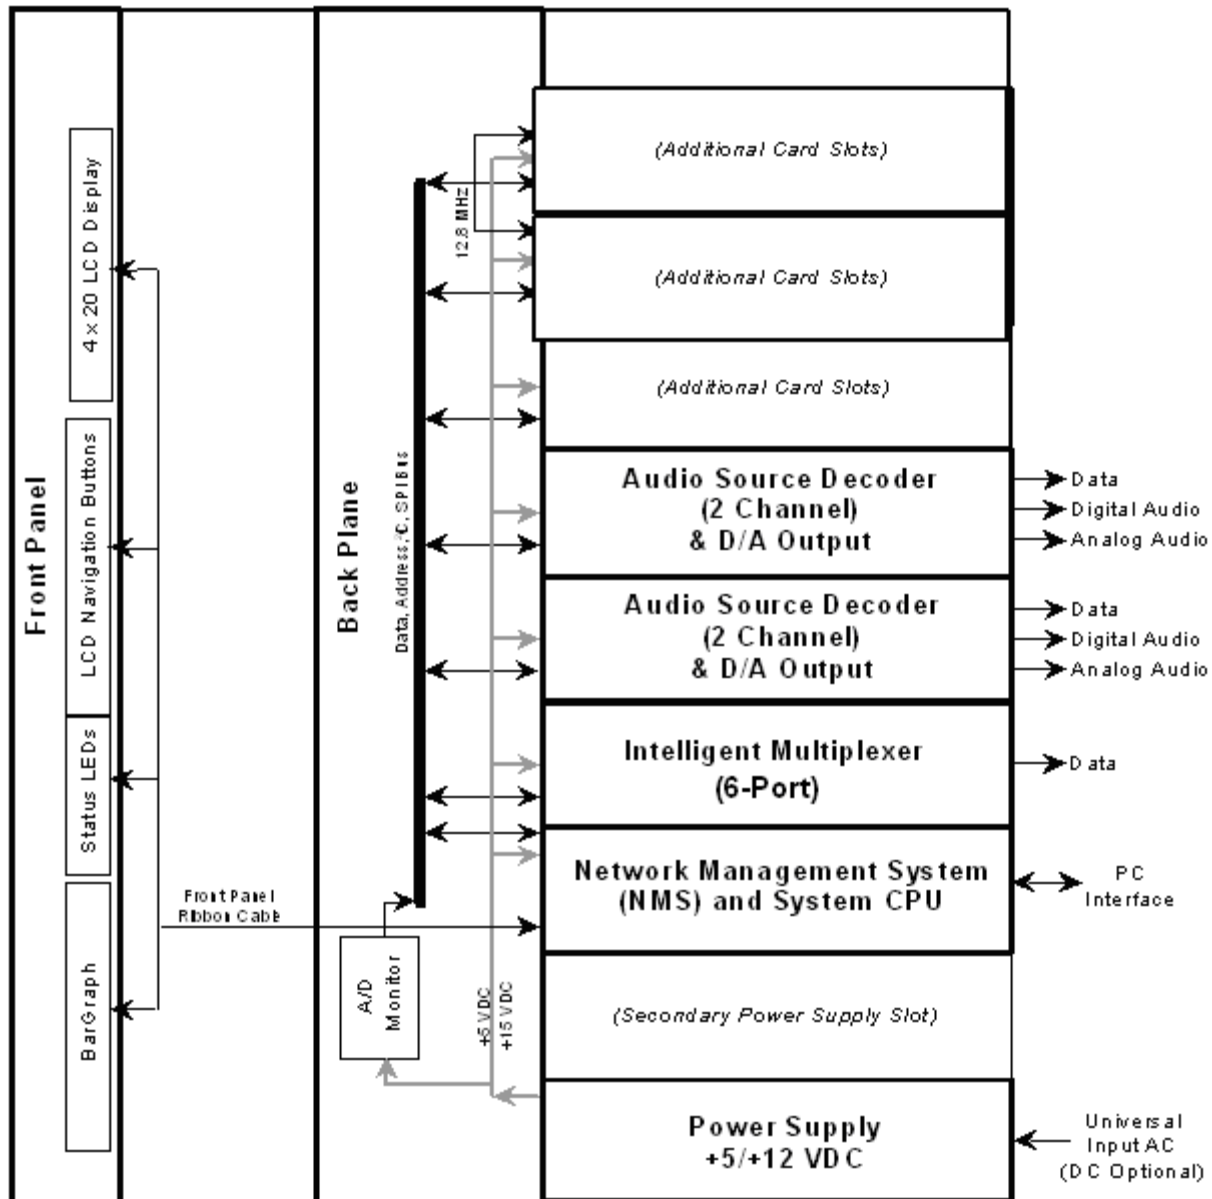 Front Panel
4 x 20 LCD Display
LCD Navigation Buttons
Status LEDs
BarGraph
Front Panel
Ribbon Cable
Back Plane
Data, Address, I²C, SPI Bus
12.8 MHz
A/D
Monitor
+5 VDC
+15 VDC
(Additional Card Slots)
(Additional Card Slots)
(Additional Card Slots)
Audio Source Decoder
(2 Channel)
& D/A Output
Data
Digital Audio
Analog Audio
Audio Source Decoder
(2 Channel)
& D/A Output
Data
Digital Audio
Analog Audio
Intelligent Multiplexer
(6-Port)
Data
Network Management System
(NMS) and System CPU
PC
Interface
(Secondary Power Supply Slot)
Power Supply
+5/+12 VDC
Universal
Input AC
(DC Optional)